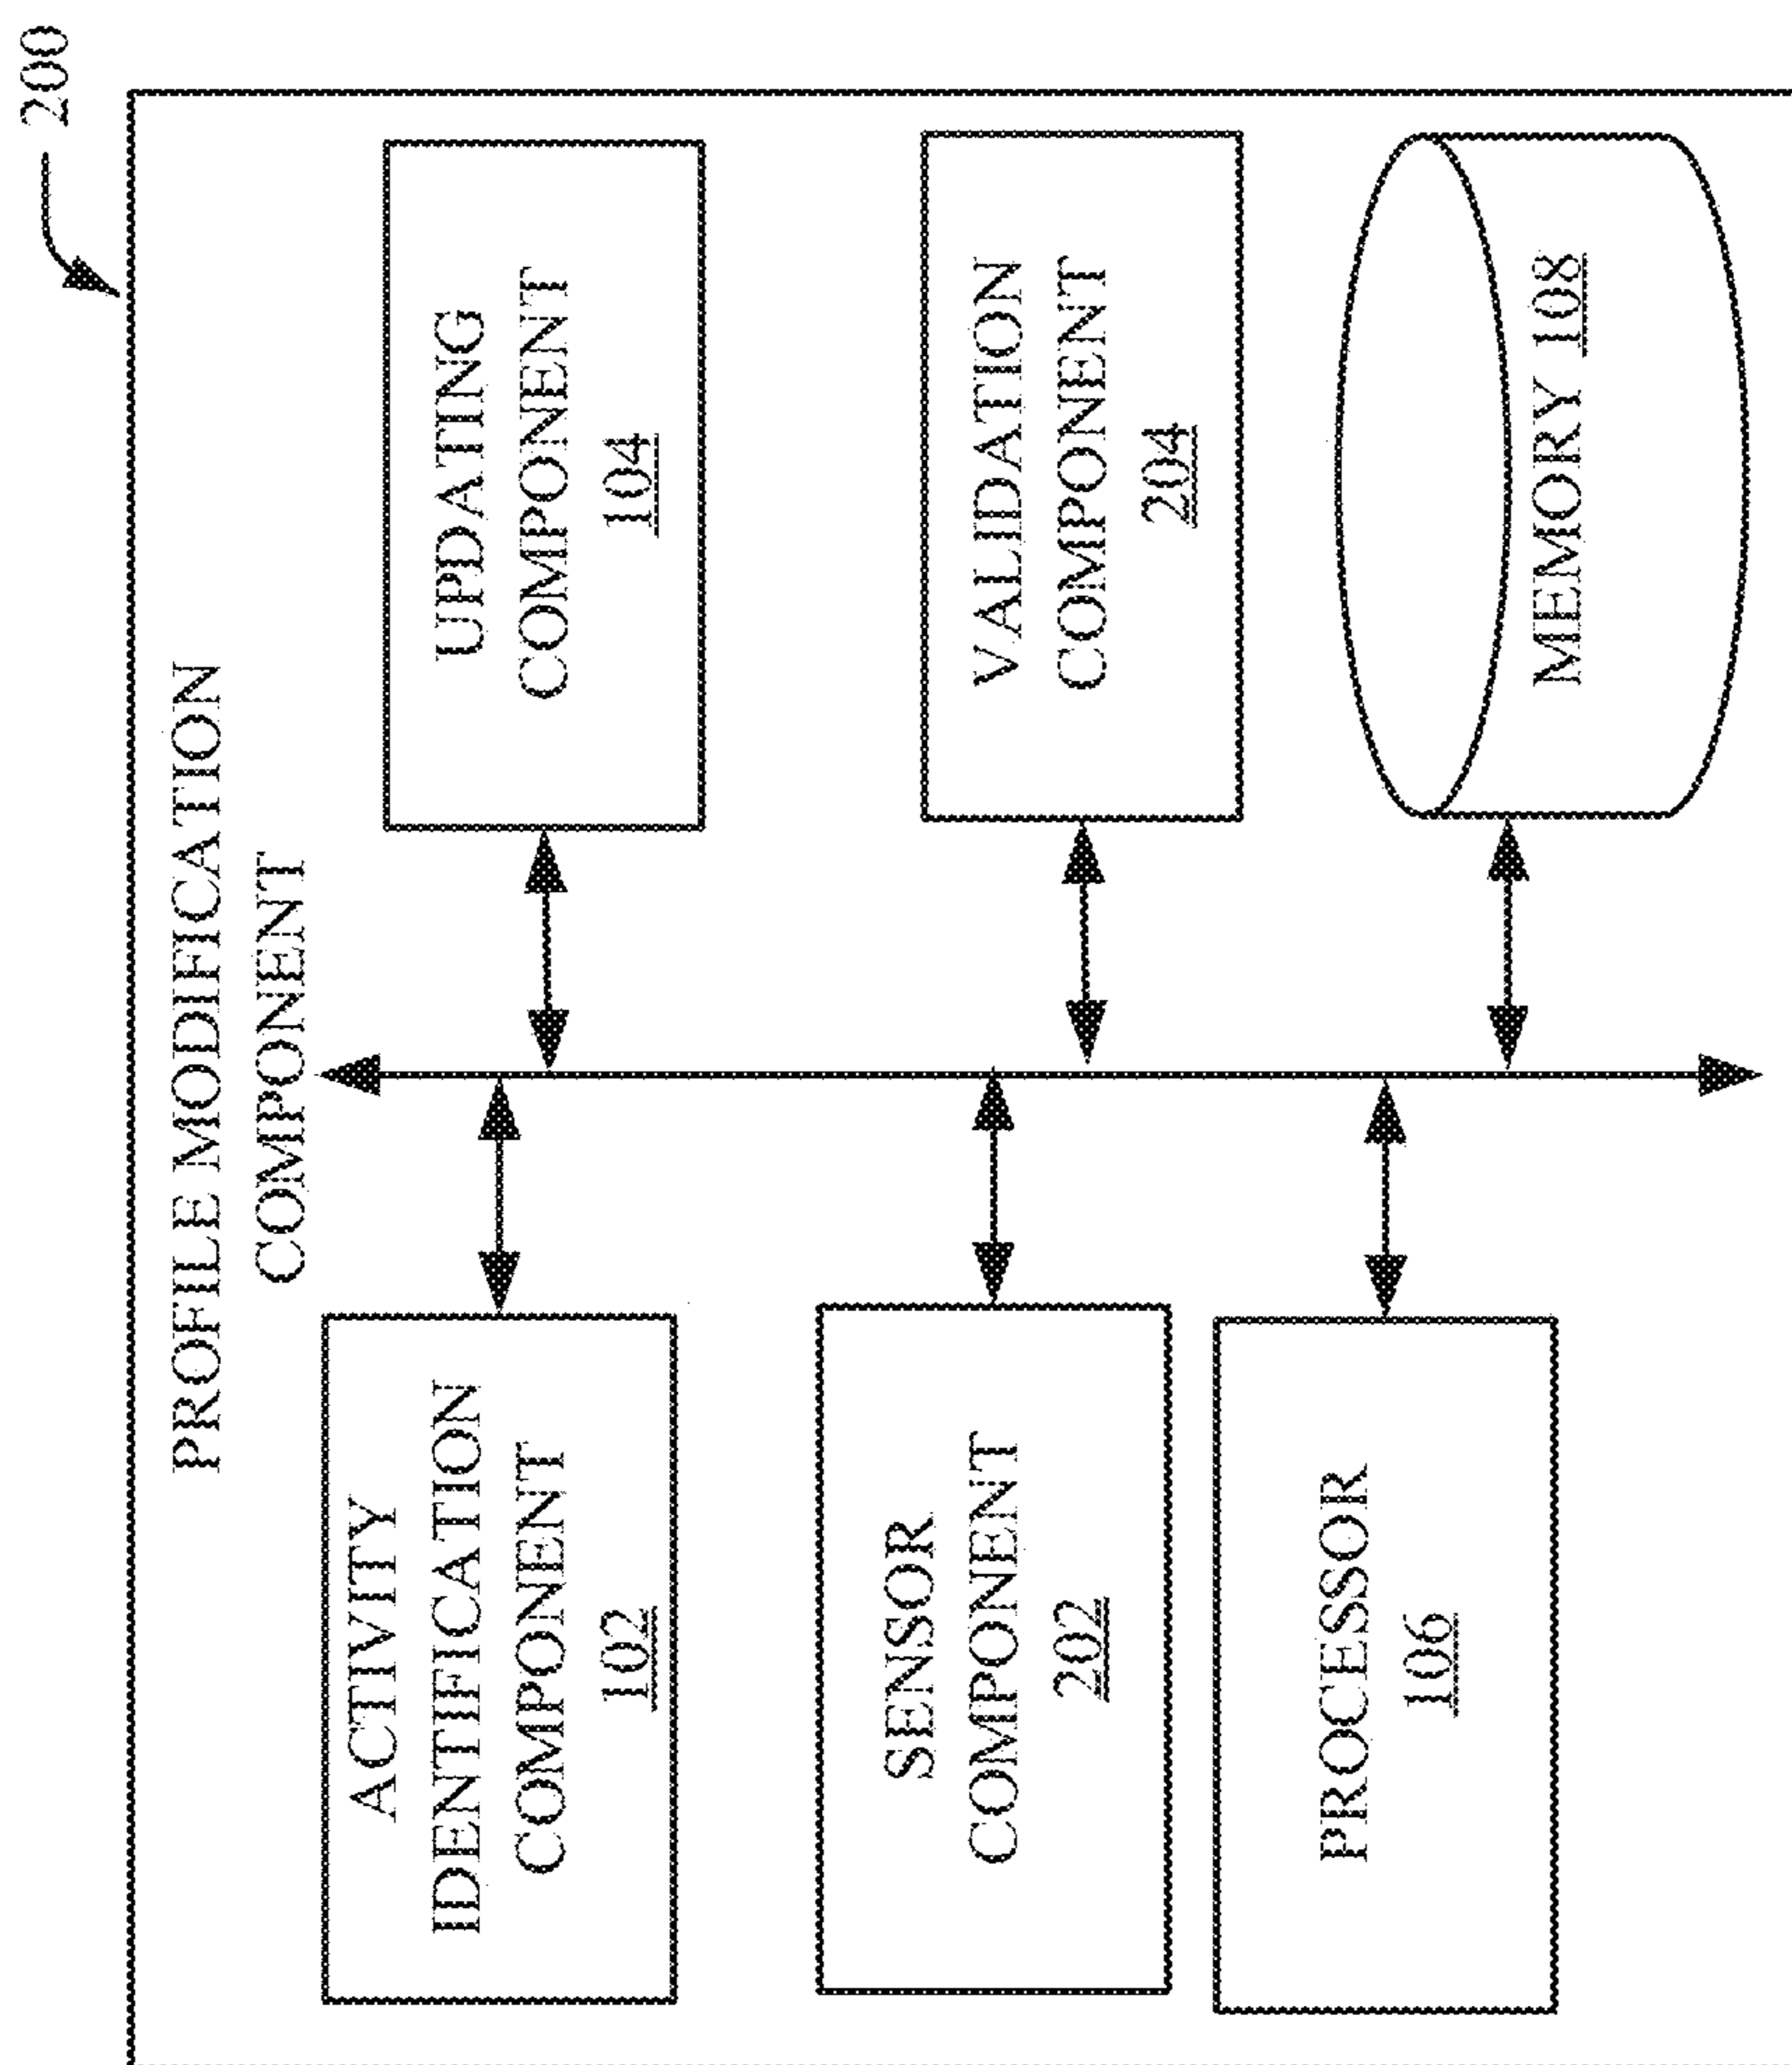 200
PROFILE MODIFICATION
COMPONENT
ACTIVITY
IDENTIFICATION
COMPONENT
102
UPDATING
COMPONENT
104
SENSOR
COMPONENT
202
VALIDATION
COMPONENT
204
PROCESSOR
106
MEMORY 108